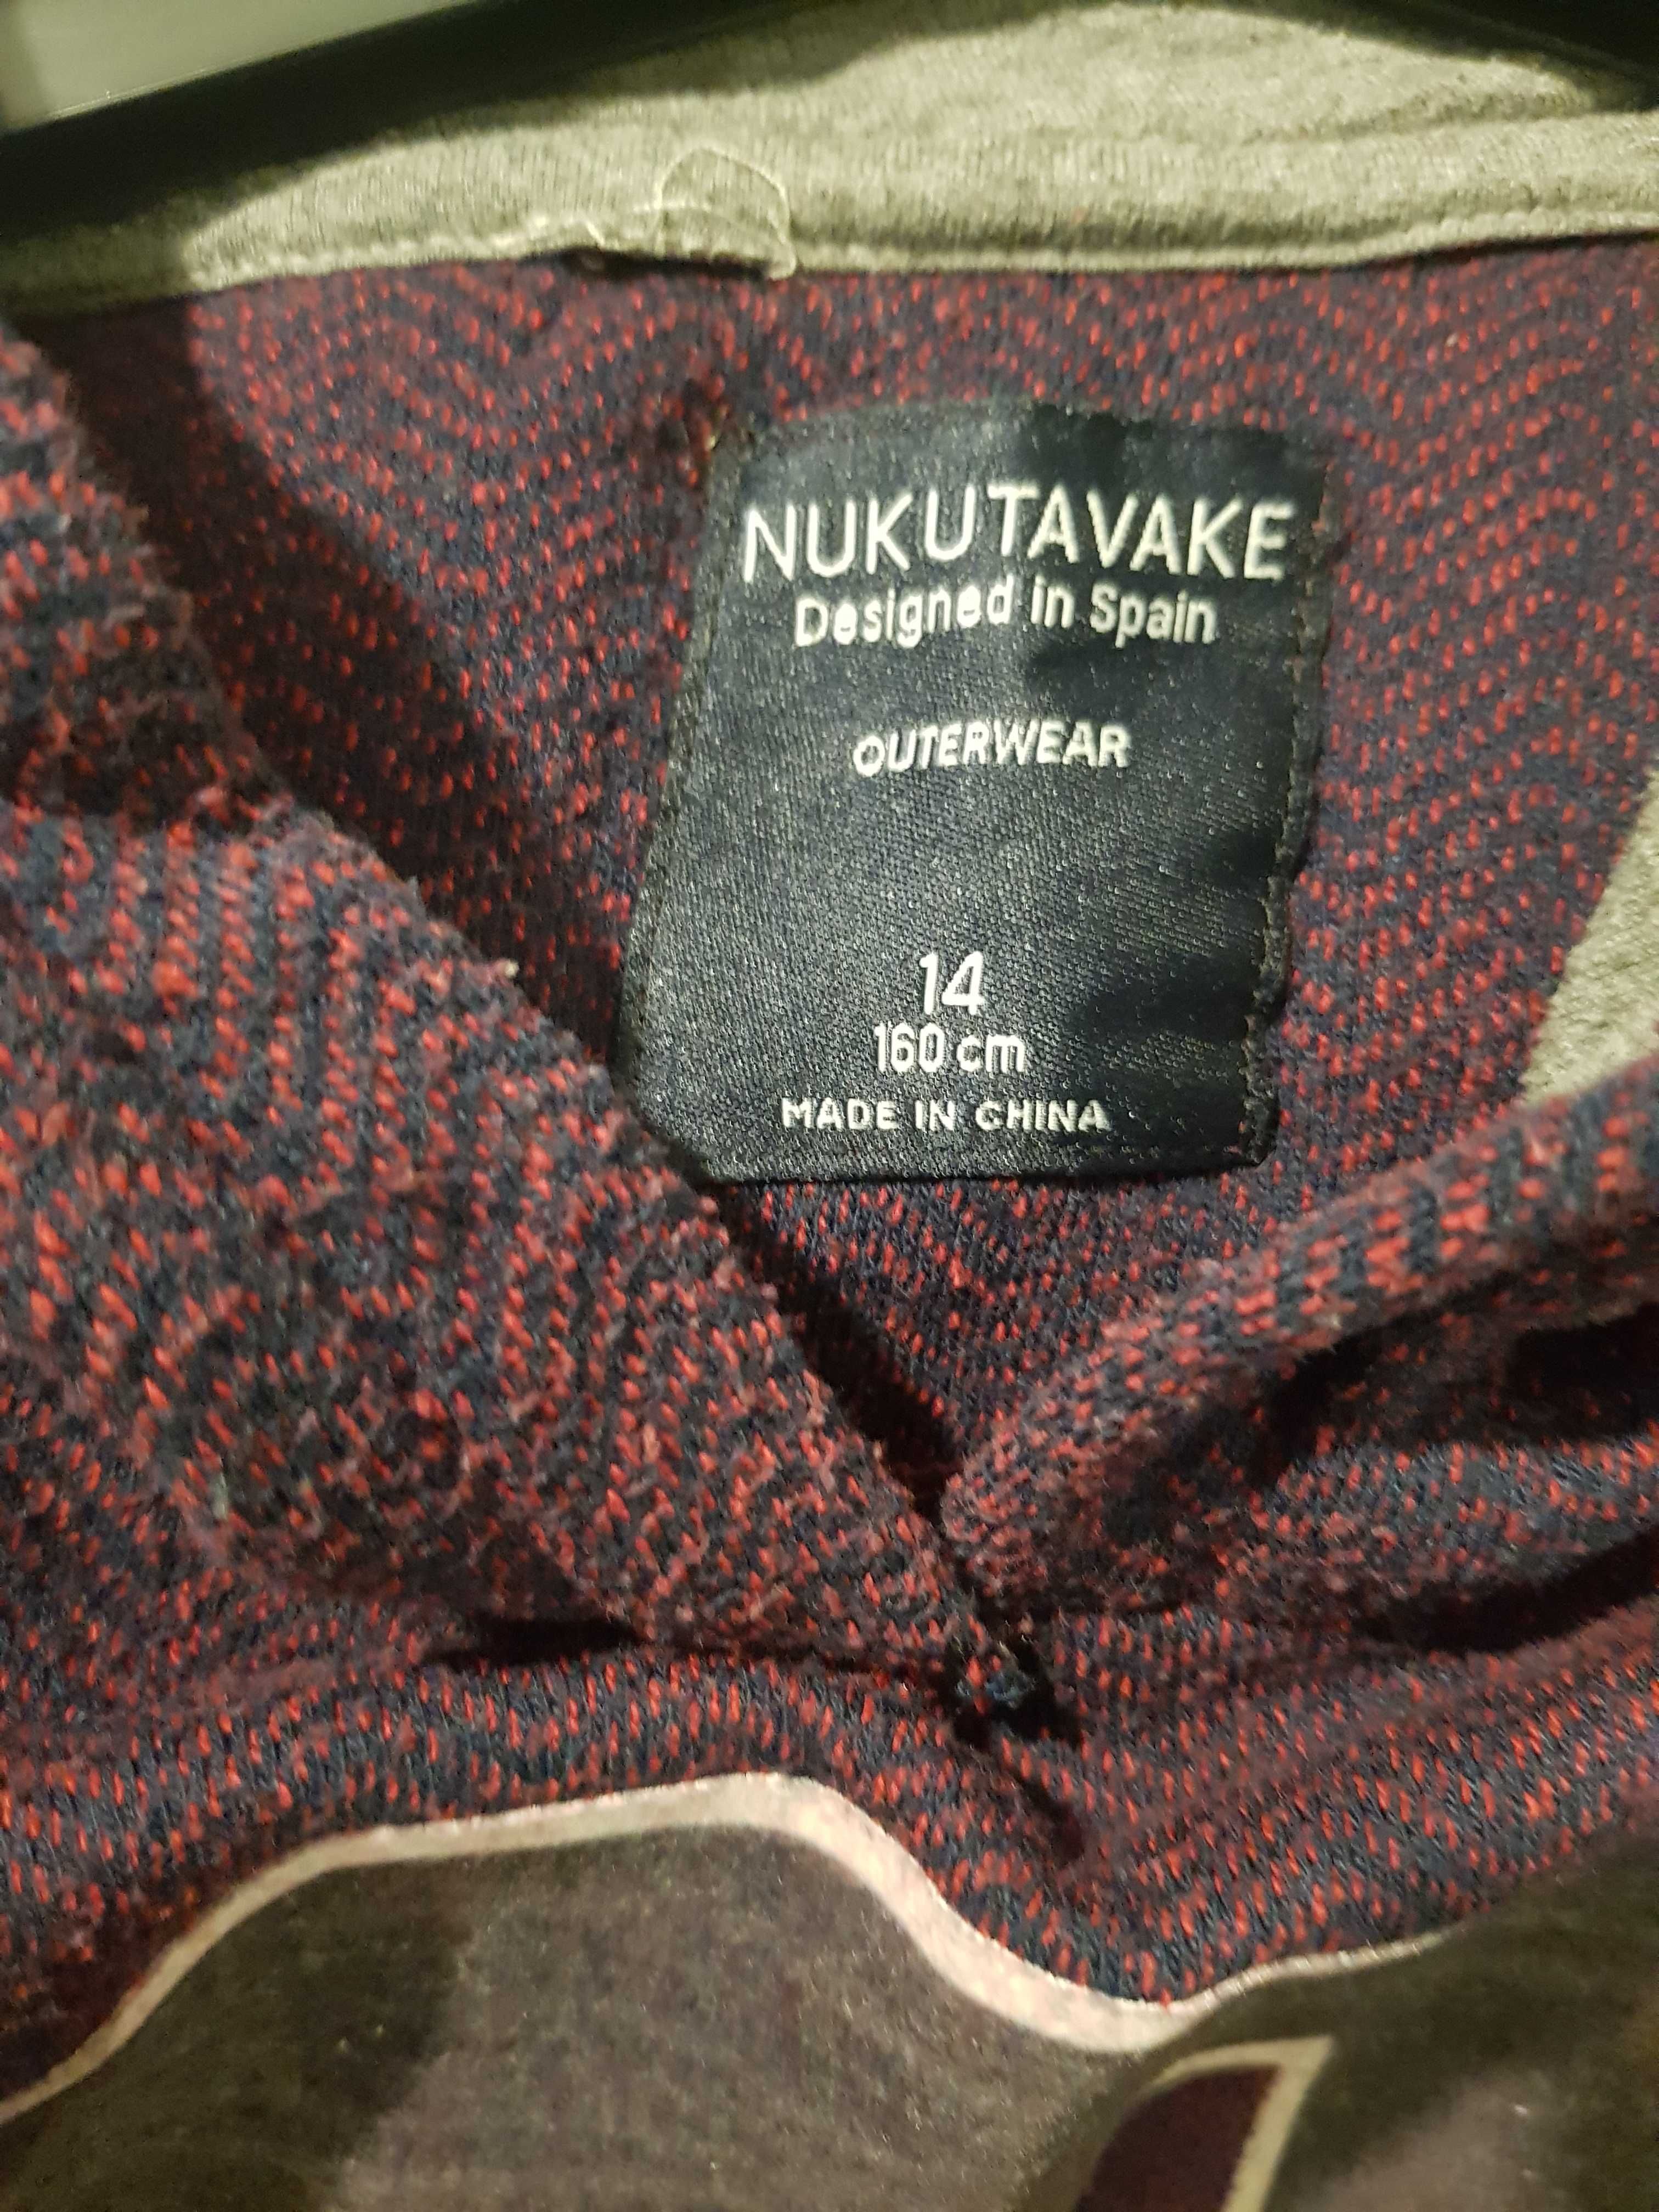 NUKUTAVAKE
Designed in Spain
OUTERWEAR
14
160 cm
MADE IN CHINA